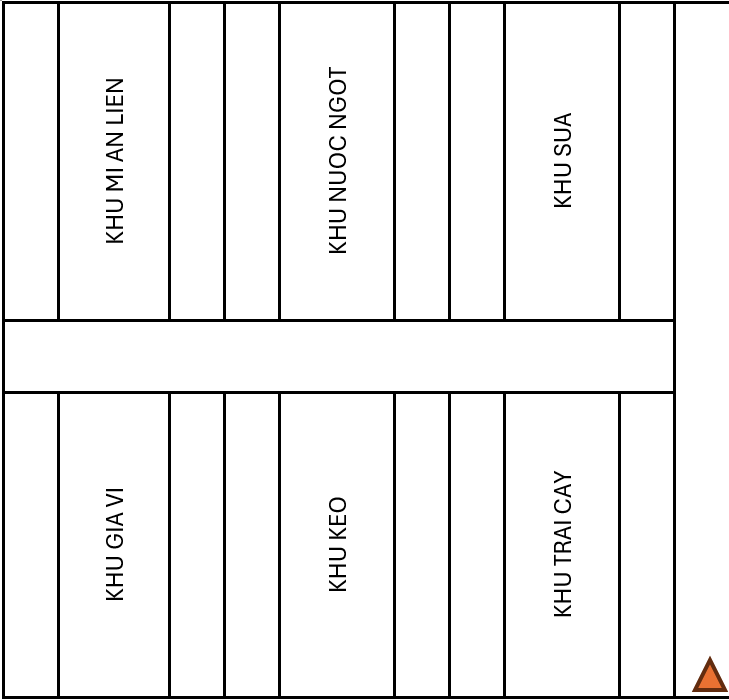 KHU MI AN LIEN
KHU NUOC NGOT
KHU SUA
KHU GIA VI
KHU KEO
KHU TRAI CAY